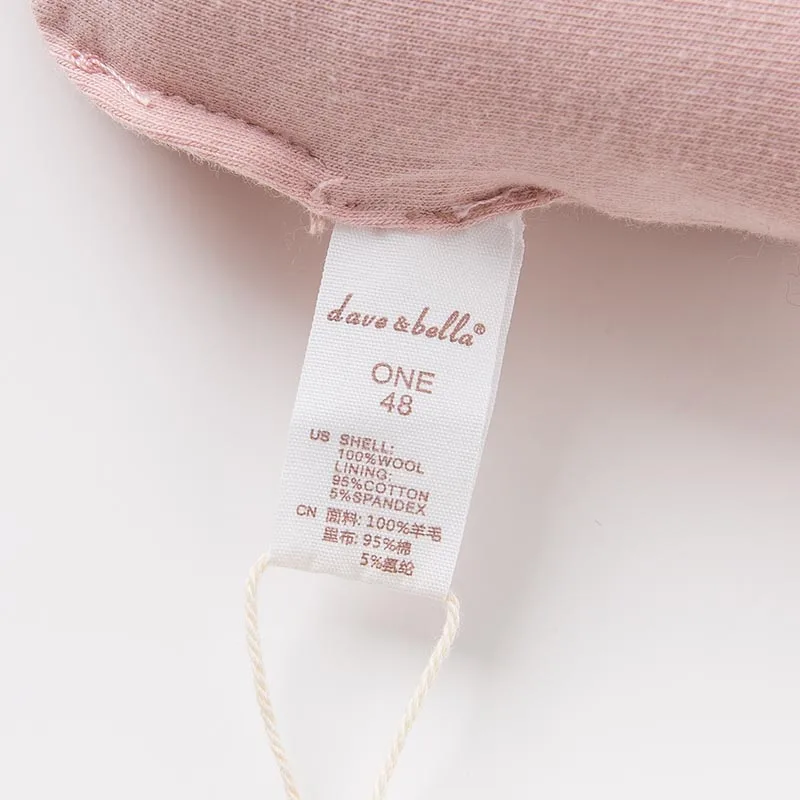 dave&bella®
ONE
48
US SHELL:
100%WOOL
LINING:
95%COTTON
5%SPANDEX
CN 面料: 100%羊毛
里布: 95%棉
5%氨纶